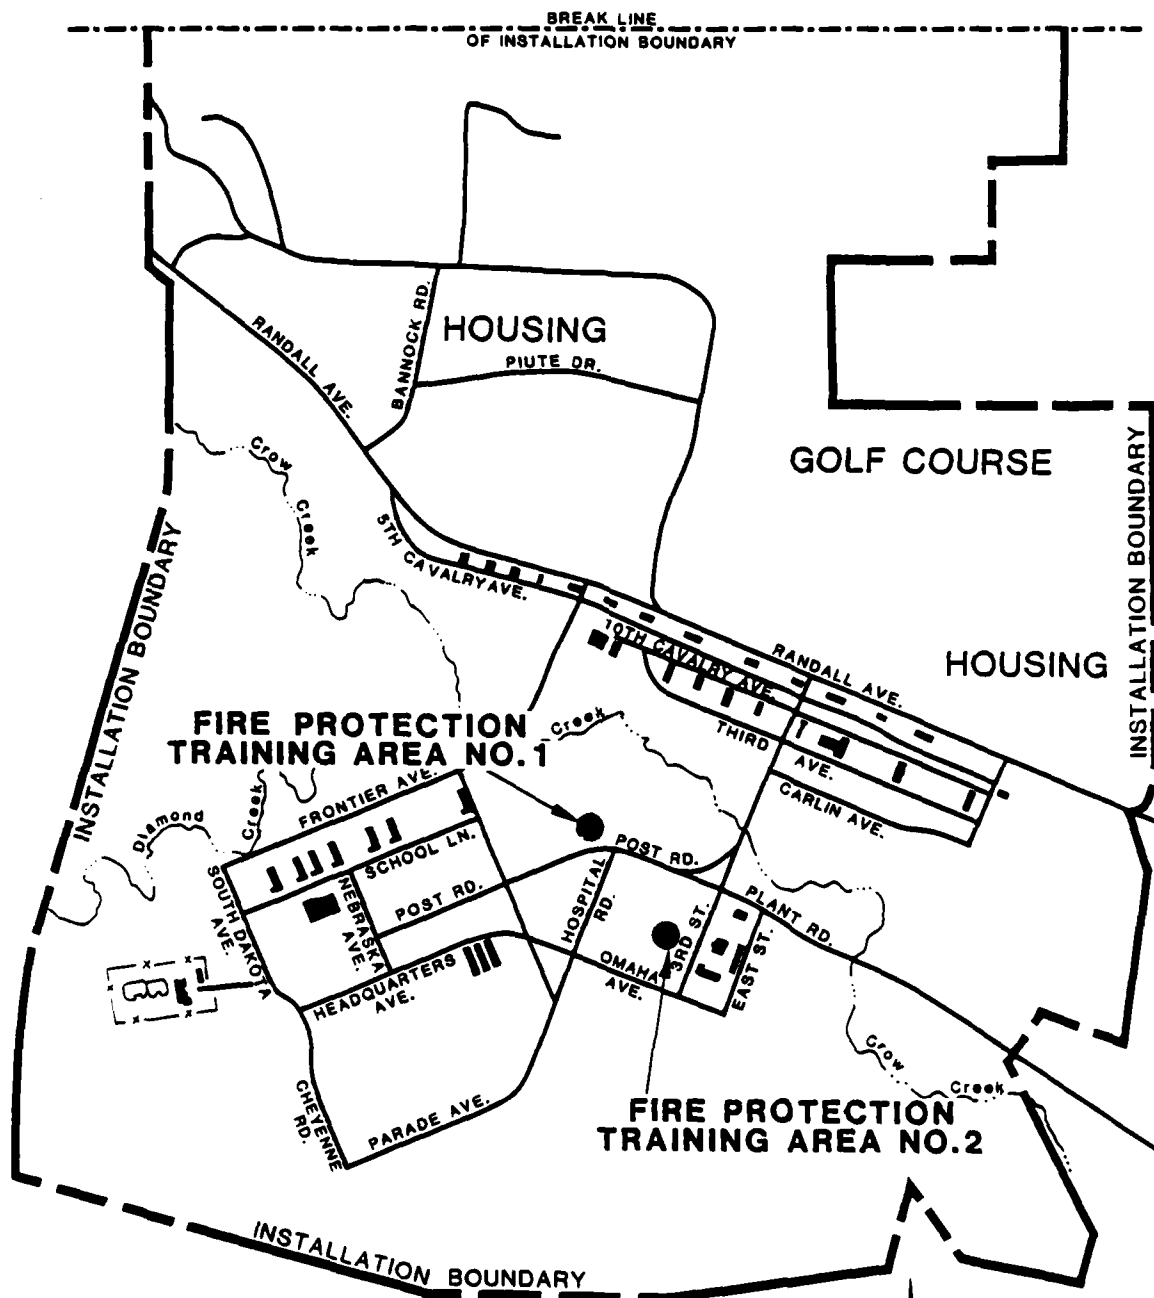 BREAK LINE
OF INSTALLATION BOUNDARY
RANDALL AVE.
BANNOCK RD.
HOUSING
PIUTE DR.
GOLF COURSE
INSTALLATION BOUNDARY
Crow
Creek
5TH CAVALRY AVE.
INSTALLATION BOUNDARY
10TH CAVALRY AVE.
RANDALL AVE.
HOUSING
FIRE PROTECTION
TRAINING AREA NO.1
Creek
THIRD
AVE.
CARLIN AVE.
Diamond
Creek
FRONTIER AVE.
SCHOOL LN.
POST RD.
SOUTH DAKOTA
AVE.
NEBRASKA
AVE.
POST RD.
HOSPITAL
RD.
PLANT RD.
3RD ST.
EAST ST.
HEADQUARTERS
AVE.
OMAHA
AVE.
Crow
Creek
CHEYENNE
RD.
PARADE AVE.
FIRE PROTECTION
TRAINING AREA NO.2
INSTALLATION BOUNDARY